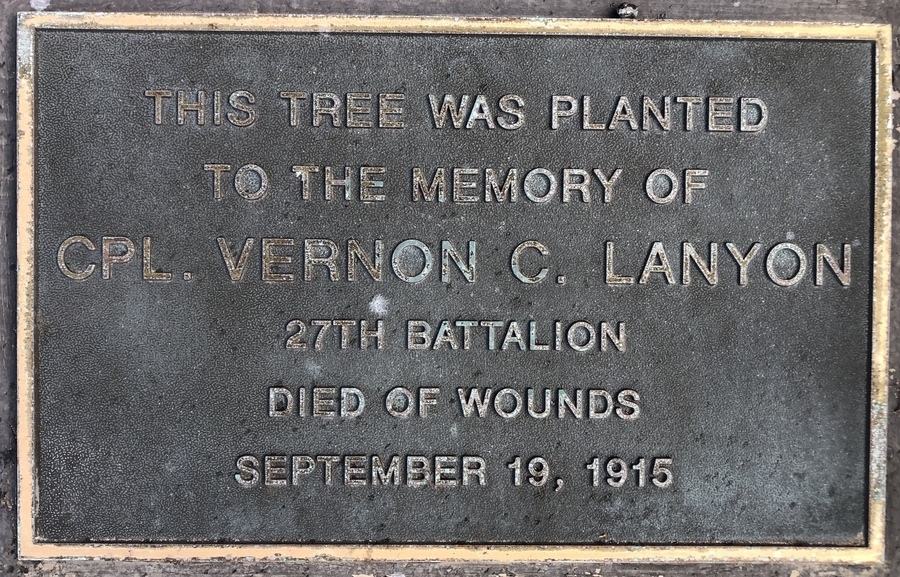 THIS TREE WAS PLANTED
TO THE MEMORY OF
CPL. VERNON C. LANYON
27TH BATTALION
DIED OF WOUNDS
SEPTEMBER 19, 1915